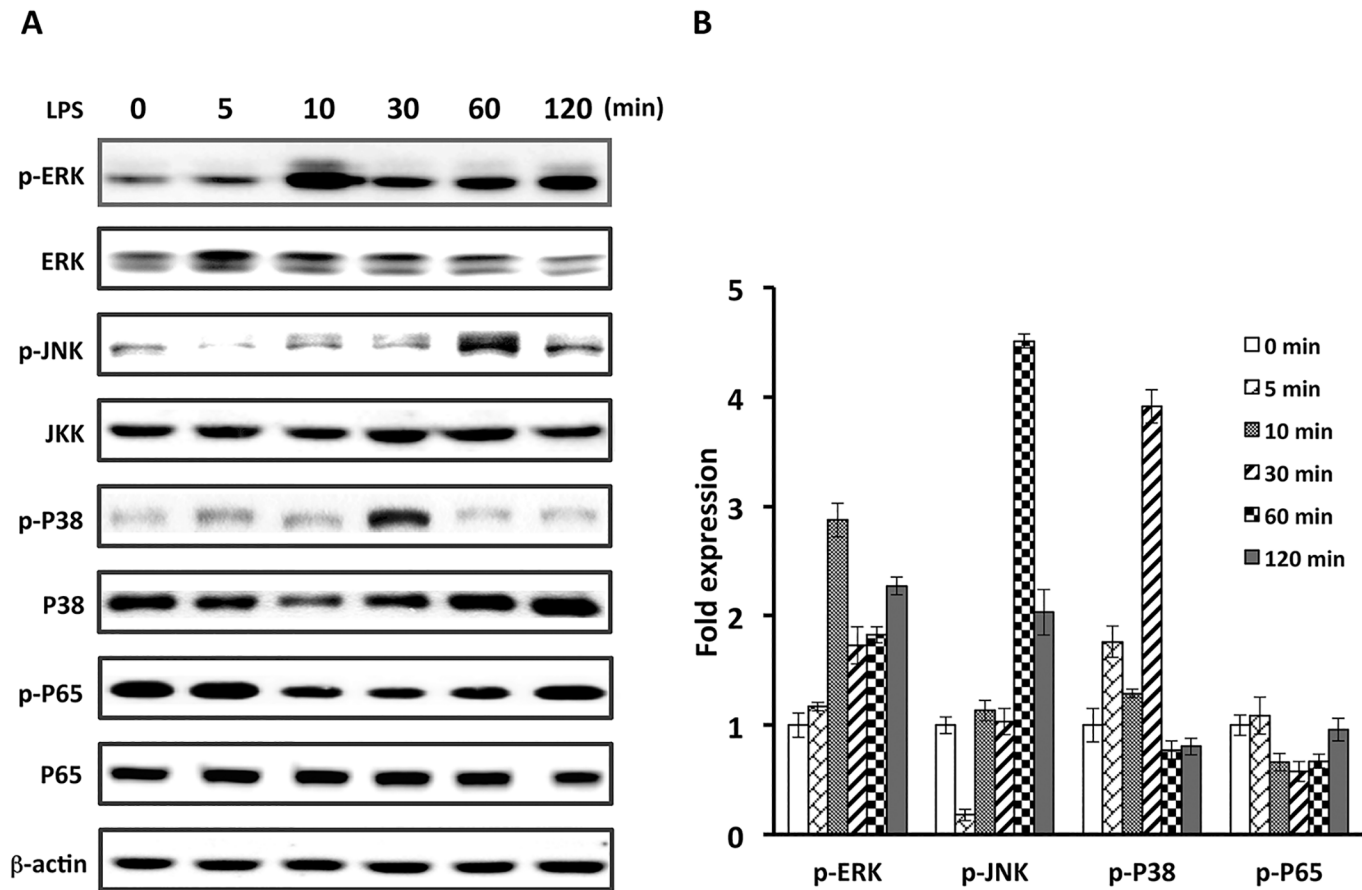 A
LPS 0 5 10 30 60 120 (min)
p-ERK
ERK
p-JNK
JKK
p-P38
P38
p-P65
P65
β-actin
B
Fold expression
5
4
3
2
1
0
p-ERK p-JNK p-P38 p-P65
0 min
5 min
10 min
30 min
60 min
120 min